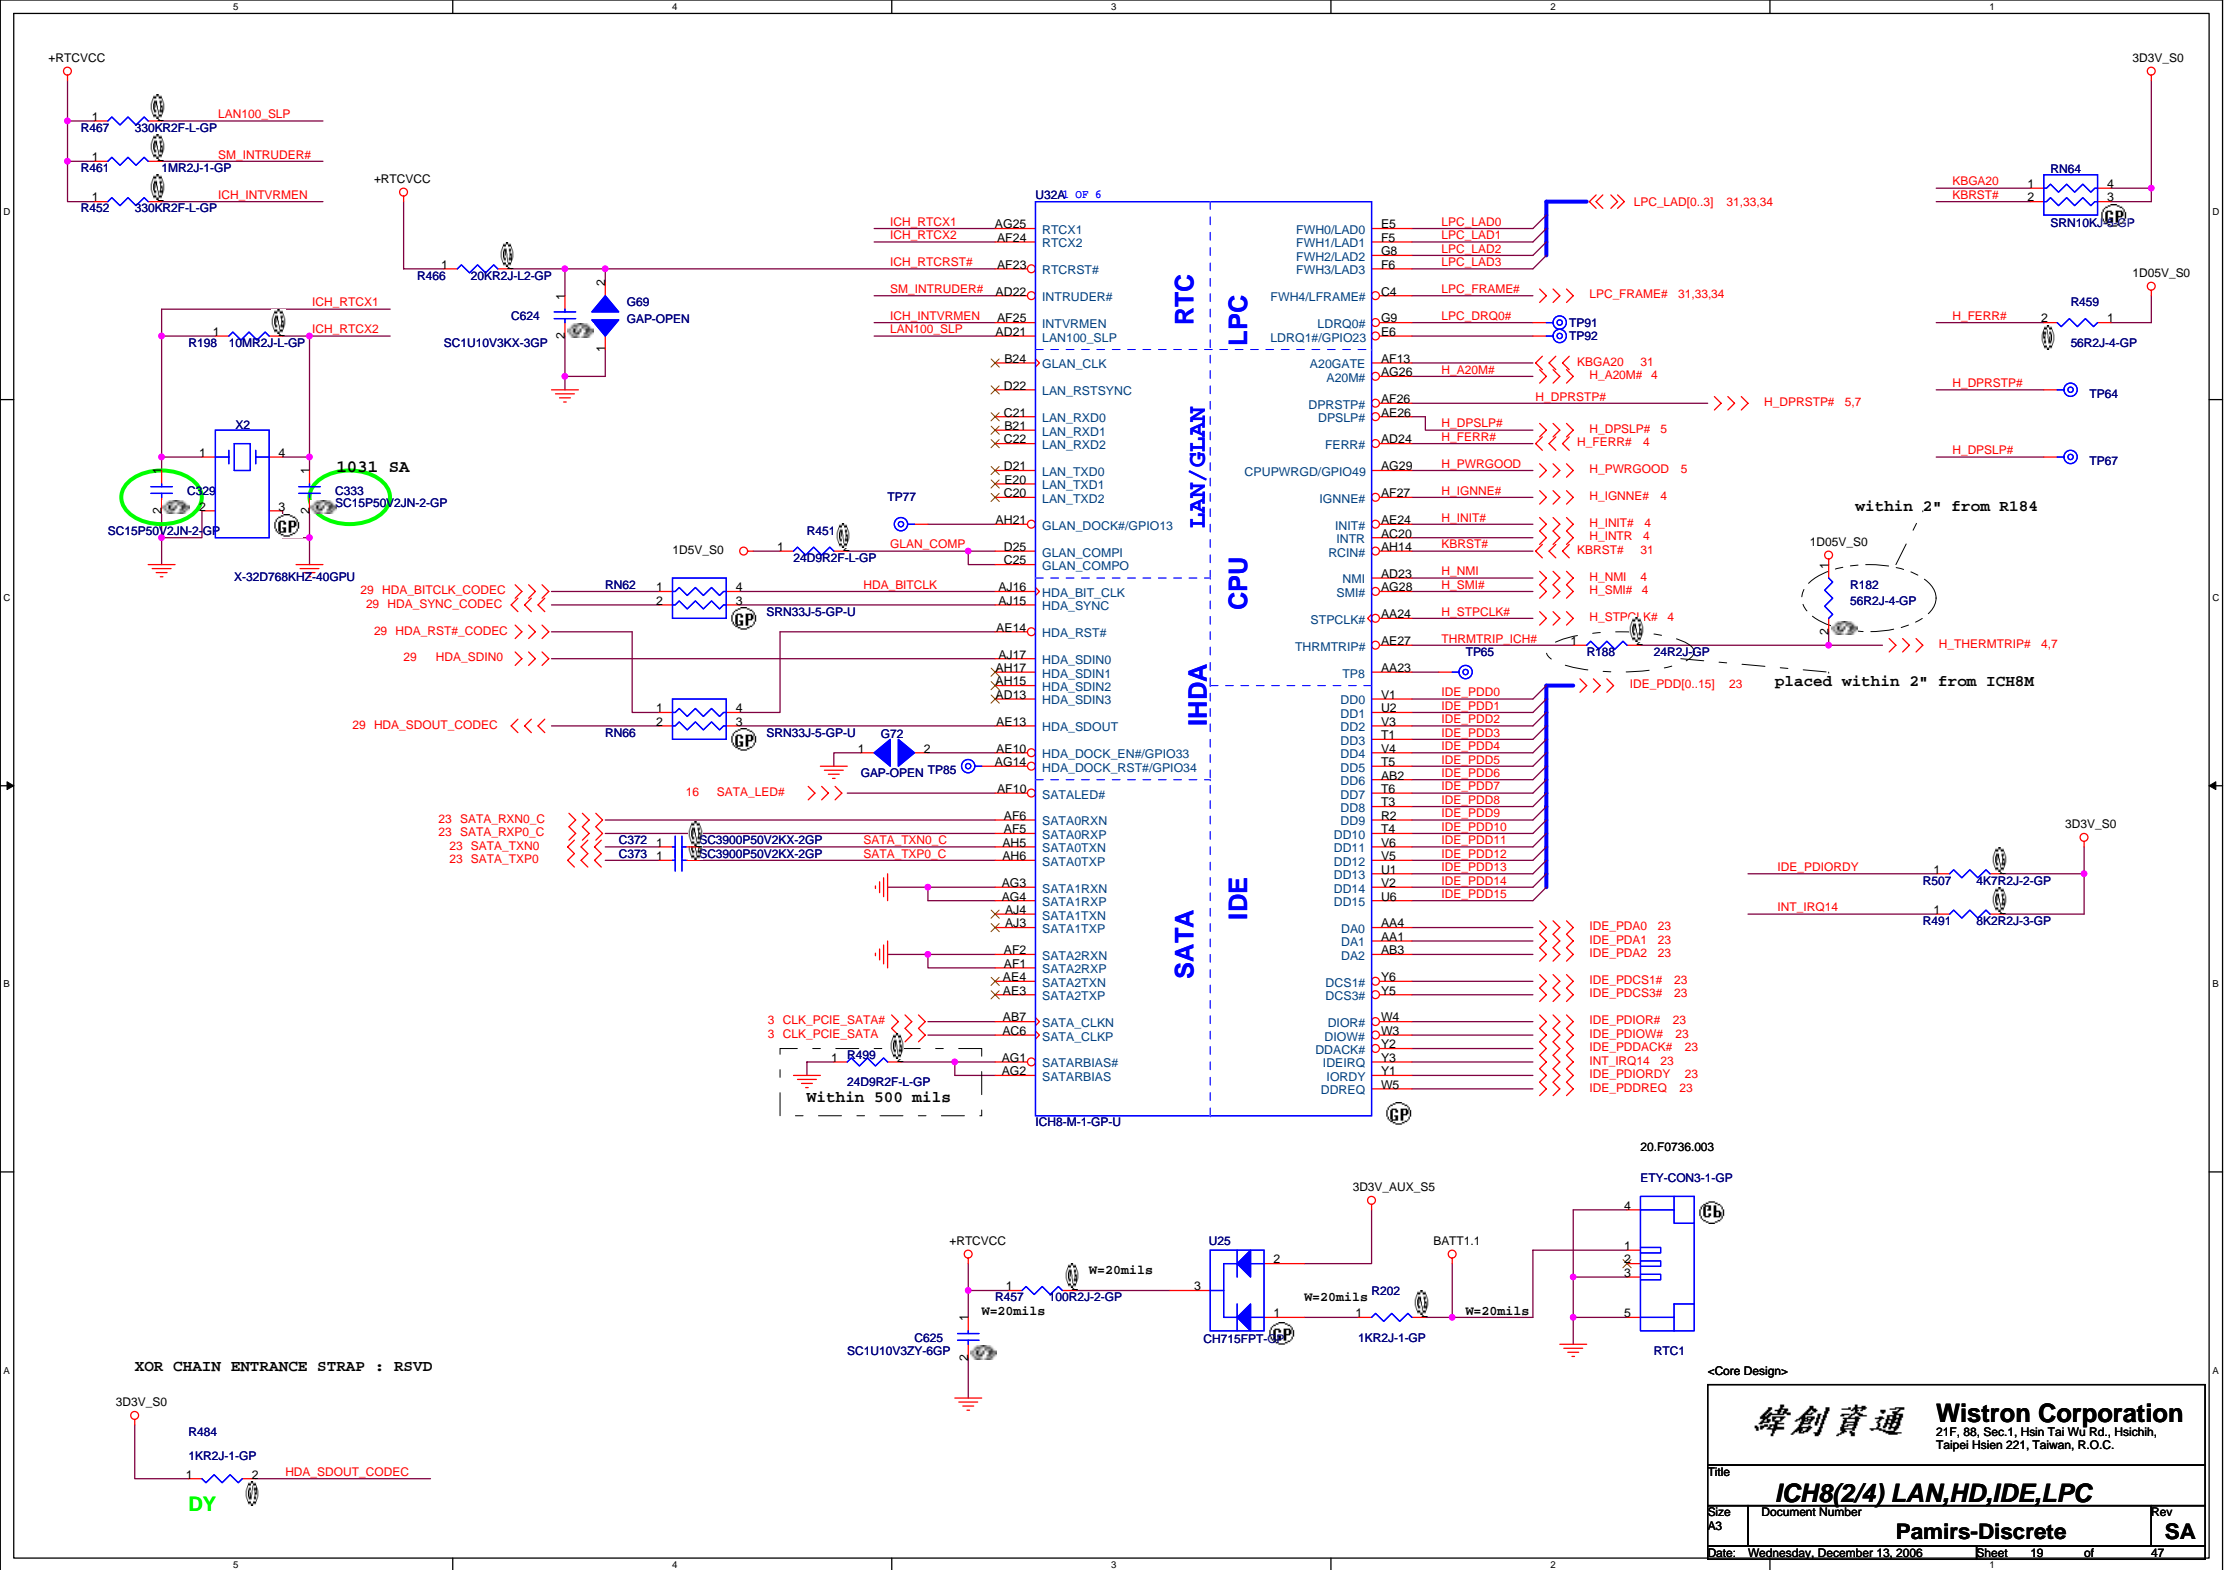 5 4 3 2 1
+RTCVCC
R467 330KR2F-L-GP LAN100_SLP
R461 1MR2J-1-GP SM_INTRUDER#
R452 330KR2F-L-GP ICH_INTVRMEN
+RTCVCC
R466 20KR2J-L2-GP
C624
SC1U10V3KX-3GP
G69
GAP-OPEN
ICH_RTCX1
ICH_RTCX2
R198 10MR2J-L-GP
X2
1031 SA
C329
SC15P50V2JN-2-GP
C333
SC15P50V2JN-2-GP
X-32D768KHZ-40GPU
U32A 1 OF 6
RTC
LPC
LAN/GLAN
CPU
IHDA
SATA
IDE
ICH_RTCX1 AG25 RTCX1
ICH_RTCX2 AF24 RTCX2
ICH_RTCRST# AF23 RTCRST#
SM_INTRUDER# AD22 INTRUDER#
ICH_INTVRMEN AF25 INTVRMEN
LAN100_SLP AD21 LAN100_SLP
B24 GLAN_CLK
D22 LAN_RSTSYNC
C21 LAN_RXD0
B21 LAN_RXD1
C22 LAN_RXD2
D21 LAN_TXD0
E20 LAN_TXD1
C20 LAN_TXD2
TP77 AH21 GLAN_DOCK#/GPIO13
1D5V_S0 R451 24D9R2F-L-GP GLAN_COMP D25 GLAN_COMPI
C25 GLAN_COMPO
29 HDA_BITCLK_CODEC RN62 HDA_BITCLK AJ16 HDA_BIT_CLK
29 HDA_SYNC_CODEC SRN33J-5-GP-U AJ15 HDA_SYNC
29 HDA_RST#_CODEC AE14 HDA_RST#
29 HDA_SDIN0 AJ17 HDA_SDIN0
AH17 HDA_SDIN1
AH15 HDA_SDIN2
AD13 HDA_SDIN3
29 HDA_SDOUT_CODEC RN66 SRN33J-5-GP-U AE13 HDA_SDOUT
G72 GAP-OPEN AE10 HDA_DOCK_EN#/GPIO33
TP85 AG14 HDA_DOCK_RST#/GPIO34
16 SATA_LED# AF10 SATALED#
23 SATA_RXN0_C AF6 SATA0RXN
23 SATA_RXP0_C AF5 SATA0RXP
23 SATA_TXN0 C372 SC3900P50V2KX-2GP SATA_TXN0_C AH5 SATA0TXN
23 SATA_TXP0 C373 SC3900P50V2KX-2GP SATA_TXP0_C AH6 SATA0TXP
AG3 SATA1RXN
AG4 SATA1RXP
AJ4 SATA1TXN
AJ3 SATA1TXP
AF2 SATA2RXN
AF1 SATA2RXP
AE4 SATA2TXN
AE3 SATA2TXP
3 CLK_PCIE_SATA# AB7 SATA_CLKN
3 CLK_PCIE_SATA AC6 SATA_CLKP
R499 AG1 SATARBIAS#
24D9R2F-L-GP AG2 SATARBIAS
Within 500 mils
ICH8-M-1-GP-U
FWH0/LAD0 E5 LPC_LAD0
FWH1/LAD1 F5 LPC_LAD1
FWH2/LAD2 G8 LPC_LAD2
FWH3/LAD3 F6 LPC_LAD3
LPC_LAD[0..3] 31,33,34
FWH4/LFRAME# C4 LPC_FRAME# LPC_FRAME# 31,33,34
LDRQ0# G9 LPC_DRQ0# TP91
LDRQ1#/GPIO23 E6 TP92
A20GATE AF13 KBGA20 31
A20M# AG26 H_A20M# H_A20M# 4
DPRSTP# AF26 H_DPRSTP# H_DPRSTP# 5,7
DPSLP# AE26 H_DPSLP# H_DPSLP# 5
FERR# AD24 H_FERR# H_FERR# 4
CPUPWRGD/GPIO49 AG29 H_PWRGOOD H_PWRGOOD 5
IGNNE# AF27 H_IGNNE# H_IGNNE# 4
INIT# AE24 H_INIT# H_INIT# 4
INTR AC20 H_INTR 4
RCIN# AH14 KBRST# KBRST# 31
NMI AD23 H_NMI H_NMI 4
SMI# AG28 H_SMI# H_SMI# 4
STPCLK# AA24 H_STPCLK# H_STPCLK# 4
THRMTRIP# AE27 THRMTRIP_ICH# R188 24R2J-GP H_THERMTRIP# 4,7
TP8 AA23 TP65
DD0 V1 IDE_PDD0
DD1 U2 IDE_PDD1
DD2 V3 IDE_PDD2
DD3 T1 IDE_PDD3
DD4 V4 IDE_PDD4
DD5 T5 IDE_PDD5
DD6 AB2 IDE_PDD6
DD7 T6 IDE_PDD7
DD8 T3 IDE_PDD8
DD9 R2 IDE_PDD9
DD10 T4 IDE_PDD10
DD11 V6 IDE_PDD11
DD12 V5 IDE_PDD12
DD13 U1 IDE_PDD13
DD14 V2 IDE_PDD14
DD15 U6 IDE_PDD15
IDE_PDD[0..15] 23
placed within 2" from ICH8M
DA0 AA4 IDE_PDA0 23
DA1 AA1 IDE_PDA1 23
DA2 AB3 IDE_PDA2 23
DCS1# Y6 IDE_PDCS1# 23
DCS3# Y5 IDE_PDCS3# 23
DIOR# W4 IDE_PDIOR# 23
DIOW# W3 IDE_PDIOW# 23
DDACK# Y2 IDE_PDDACK# 23
IDEIRQ Y3 INT_IRQ14 23
IORDY Y1 IDE_PDIORDY 23
DDREQ W5 IDE_PDDREQ 23
3D3V_S0
RN64
KBGA20
KBRST#
1D05V_S0
R459
H_FERR#
56R2J-4-GP
H_DPRSTP# TP64
H_DPSLP# TP67
within 2" from R184
1D05V_S0
R182
56R2J-4-GP
3D3V_S0
IDE_PDIORDY R507 4K7R2J-2-GP
INT_IRQ14 R491 8K2R2J-3-GP
20.F0736.003
ETY-CON3-1-GP
RTC1
3D3V_AUX_S5
+RTCVCC
U25
BATT1.1
W=20mils
R457 100R2J-2-GP
W=20mils
C625
SC1U10V3ZY-6GP
W=20mils R202
W=20mils
1KR2J-1-GP
XOR CHAIN ENTRANCE STRAP : RSVD
3D3V_S0
R484
1KR2J-1-GP
HDA_SDOUT_CODEC
DY
<Core Design>
緯創資通 Wistron Corporation
21F, 88, Sec.1, Hsin Tai Wu Rd., Hsichih,
Taipei Hsien 221, Taiwan, R.O.C.
Title
ICH8(2/4) LAN,HD,IDE,LPC
Size Document Number Rev
A3 Pamirs-Discrete SA
Date: Wednesday, December 13, 2006 Sheet 19 of 47
5 4 3 2 1